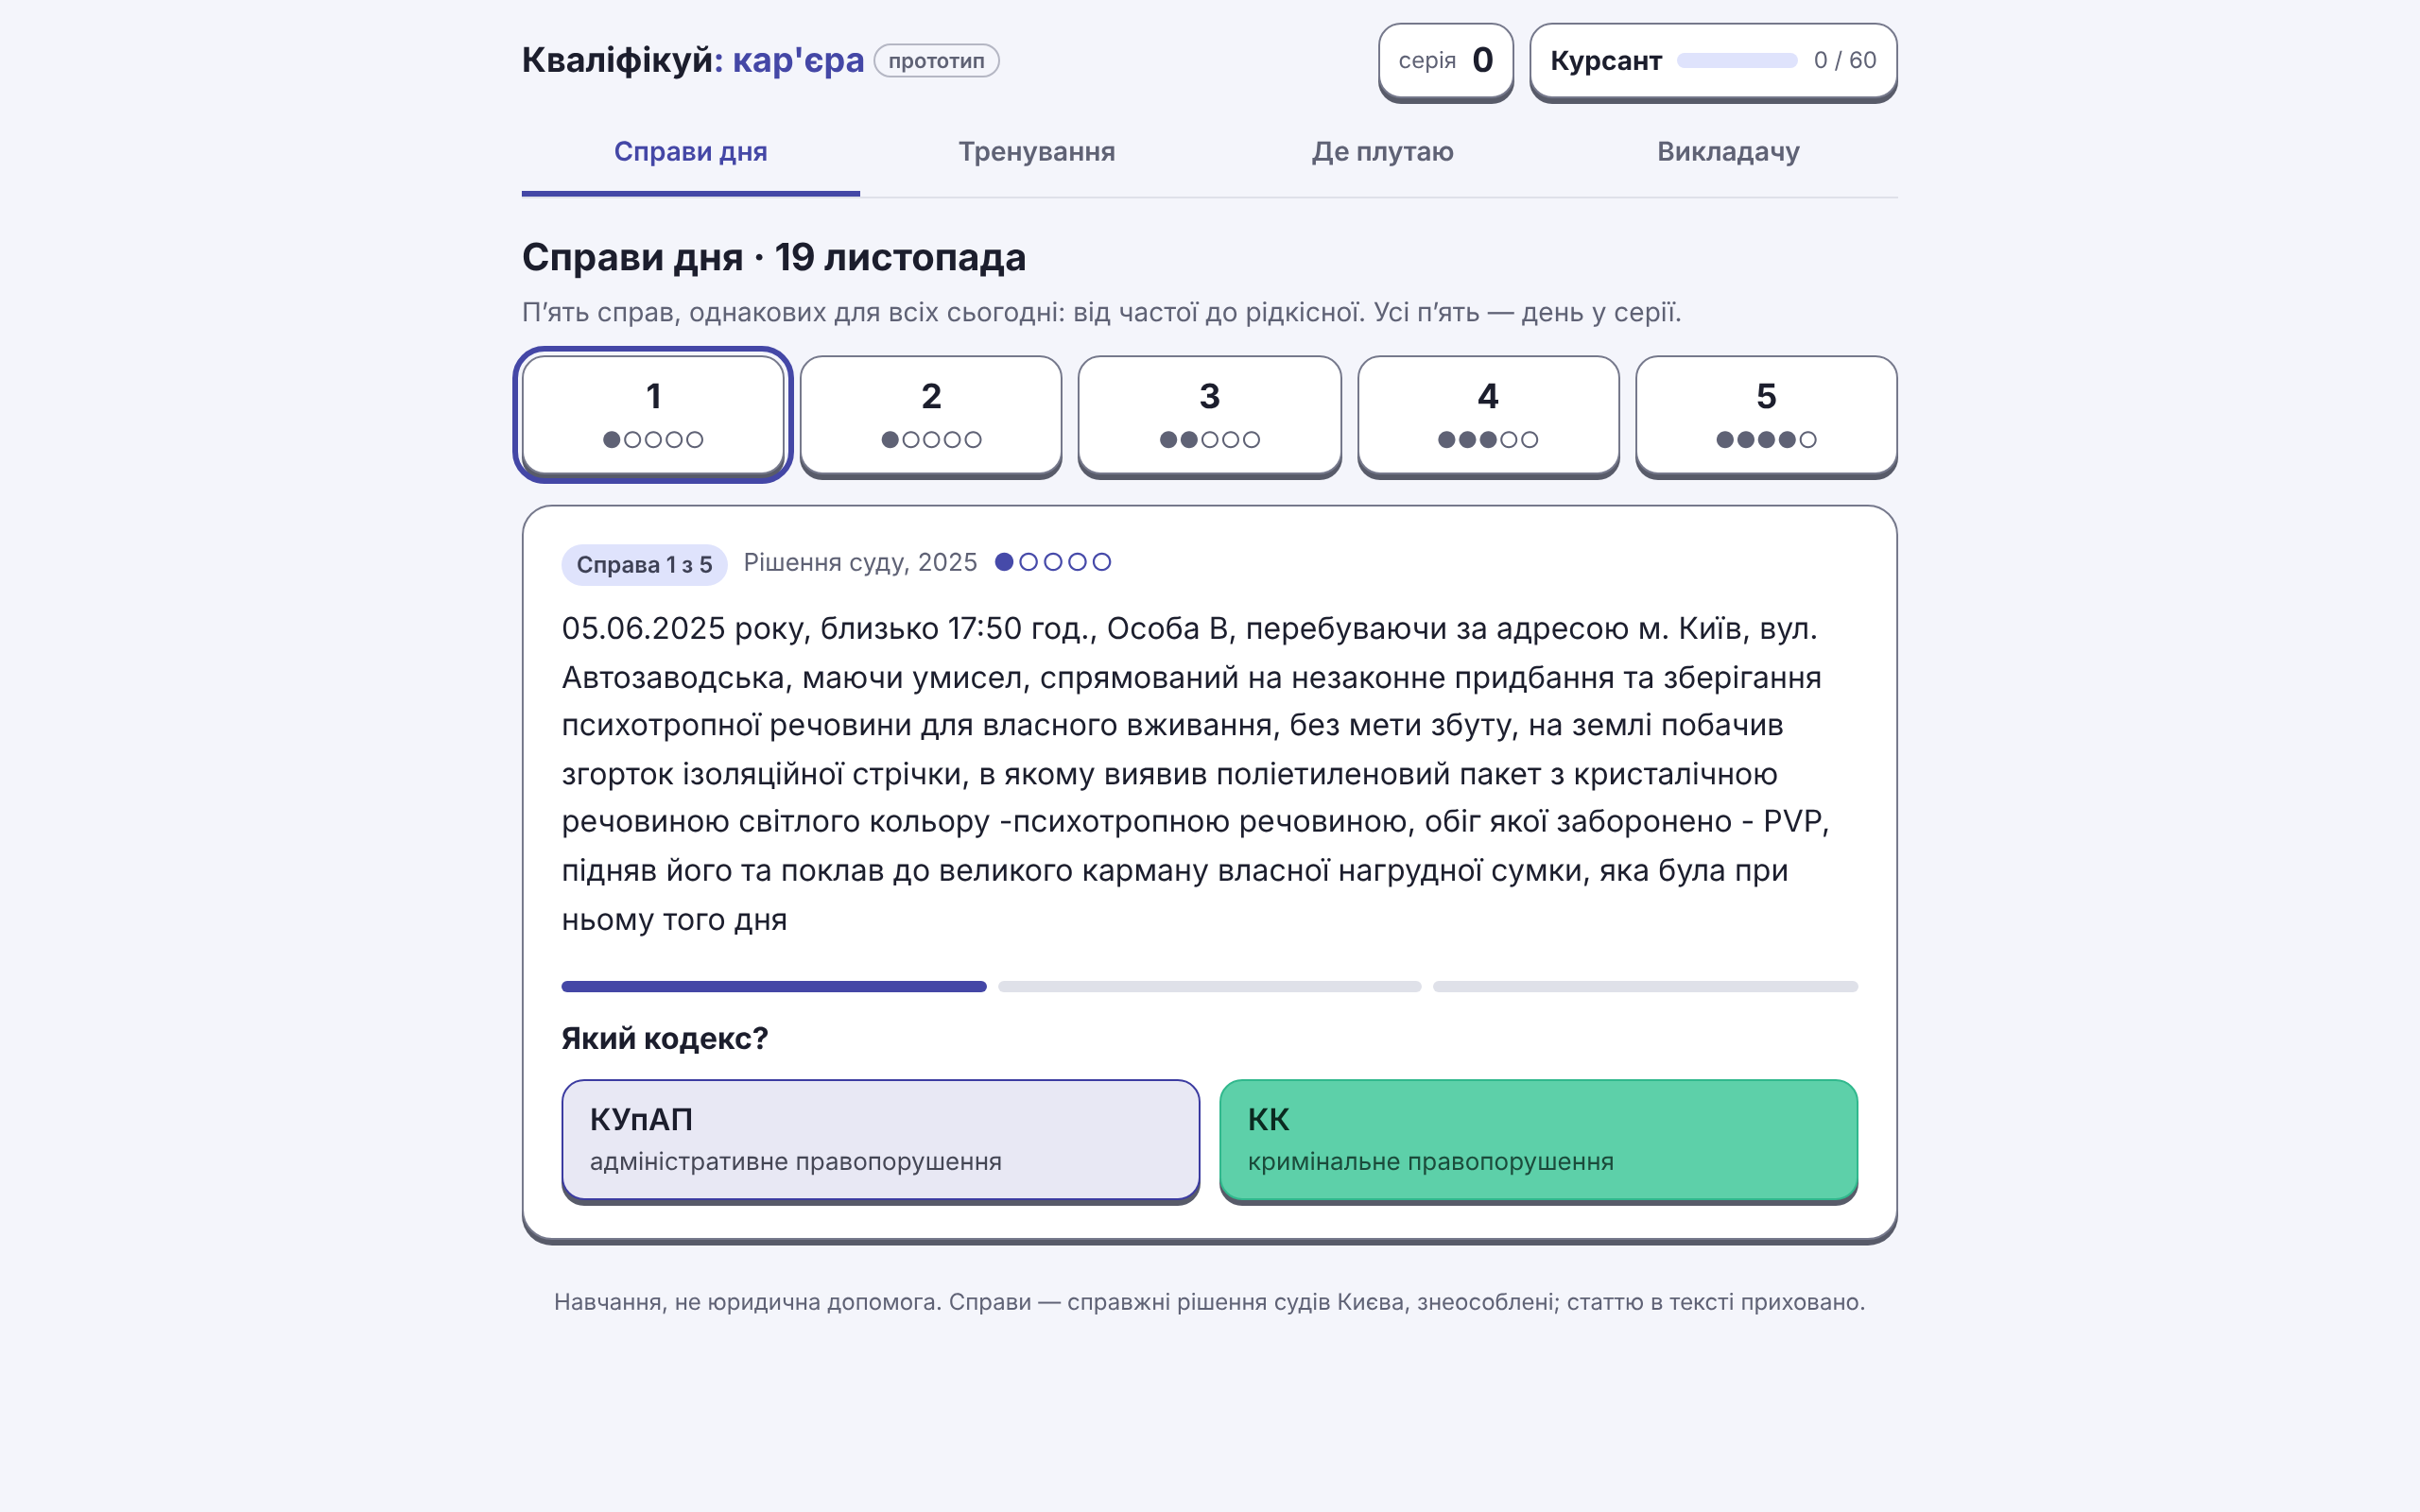 Кваліфікуй: кар'єра прототип
серія 0
Курсант 0 / 60
Справи дня Тренування Де плутаю Викладачу
Справи дня · 19 листопада
П’ять справ, однакових для всіх сьогодні: від частої до рідкісної. Усі п’ять — день у серії.
1 2 3 4 5
Справа 1 з 5 Рішення суду, 2025
05.06.2025 року, близько 17:50 год., Особа В, перебуваючи за адресою м. Київ, вул.
Автозаводська, маючи умисел, спрямований на незаконне придбання та зберігання
психотропної речовини для власного вживання, без мети збуту, на землі побачив
згорток ізоляційної стрічки, в якому виявив поліетиленовий пакет з кристалічною
речовиною світлого кольору -психотропною речовиною, обіг якої заборонено - PVP,
підняв його та поклав до великого карману власної нагрудної сумки, яка була при
ньому того дня
Який кодекс?
КУпАП
адміністративне правопорушення
КК
кримінальне правопорушення
Навчання, не юридична допомога. Справи — справжні рішення судів Києва, знеособлені; статтю в тексті приховано.